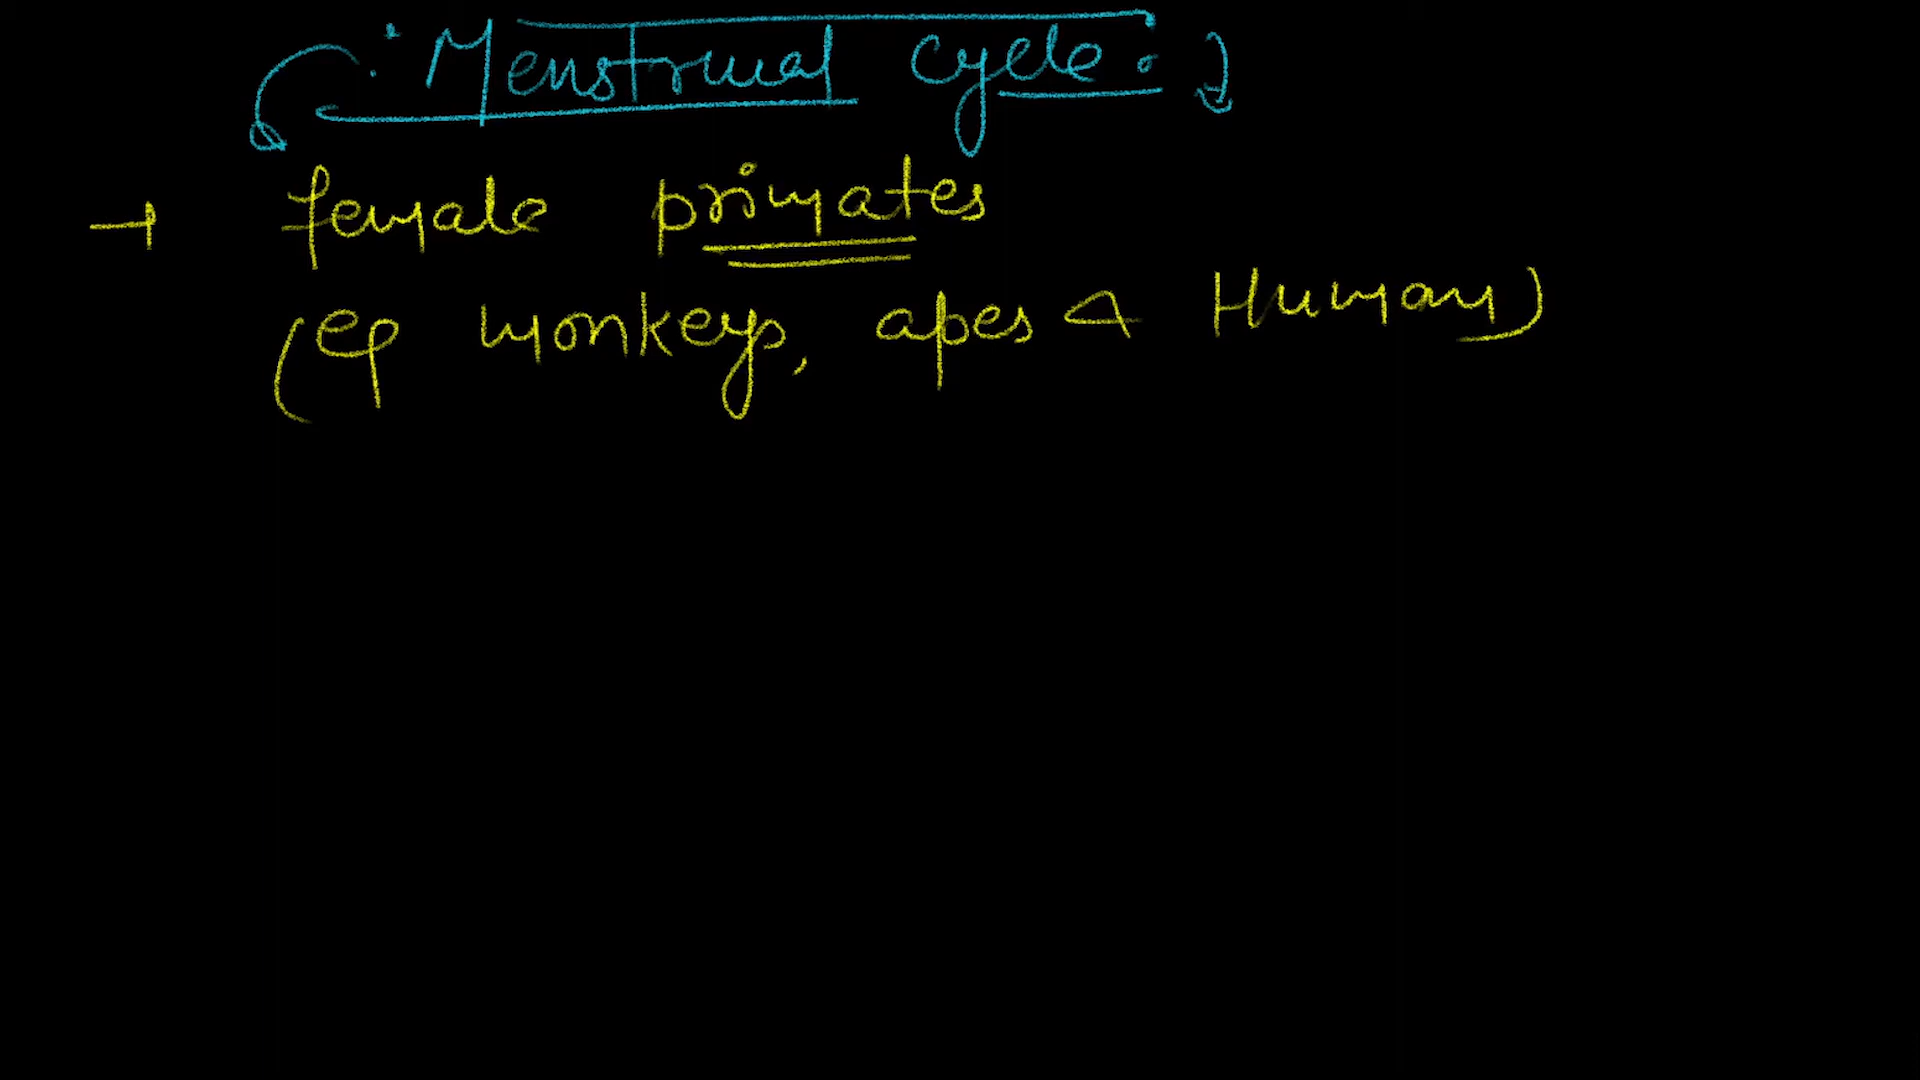 Menstrual cycle:
→ female primates
(eg monkeys, apes & Human)